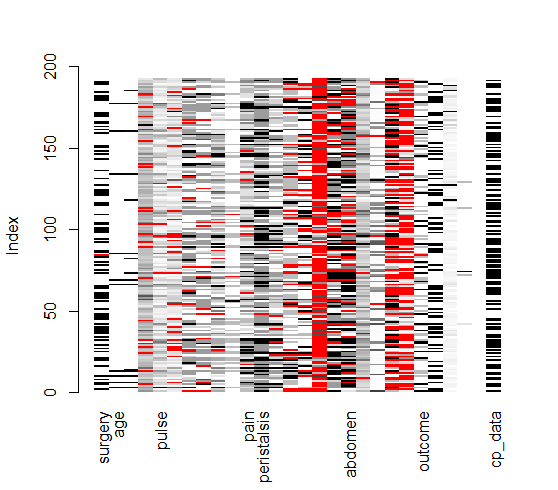 200
150
100
50
0
Index
surgery
age
pulse
pain
peristalsis
abdomen
outcome
cp_data